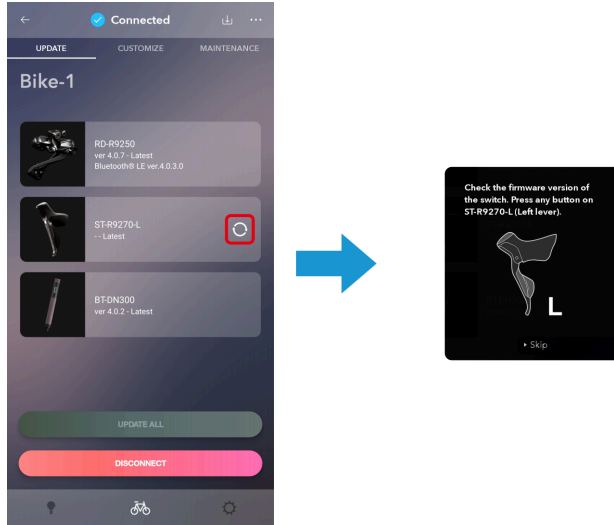 Connected
UPDATE CUSTOMIZE MAINTENANCE
Bike-1
RD-R9250
ver 4.0.7 - Latest
Bluetooth® LE ver.4.0.3.0
ST-R9270-L
- - Latest
BT-DN300
ver 4.0.2 - Latest
UPDATE ALL
DISCONNECT
Check the firmware version of
the switch. Press any button on
ST-R9270-L (Left lever).
L
Skip